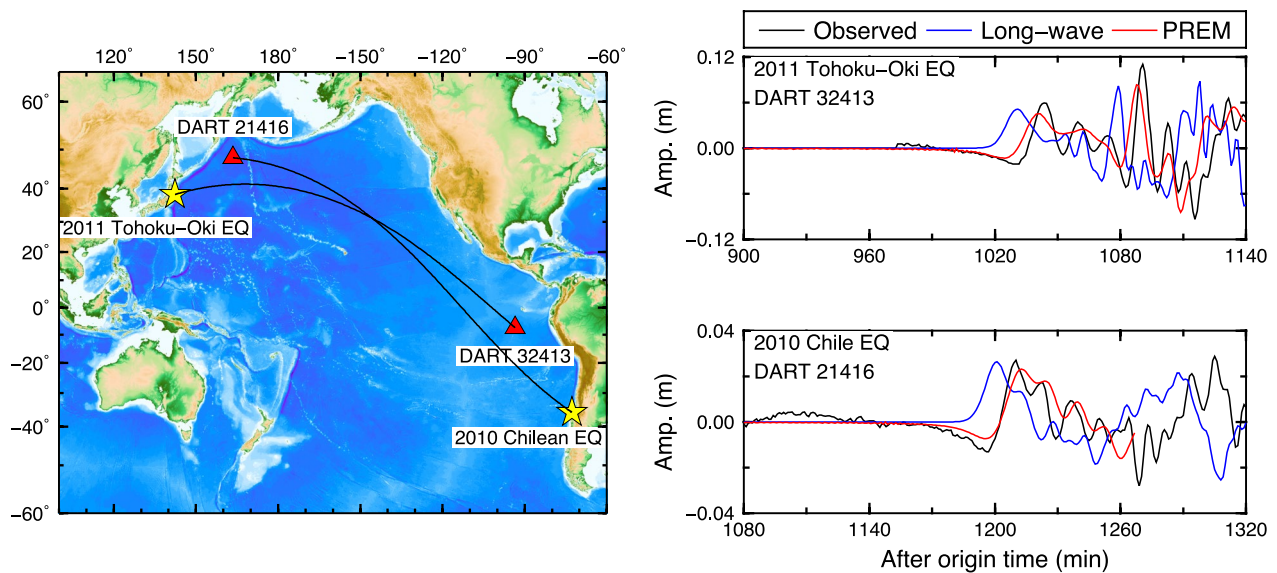 120° 150° 180° −150° −120° −90° −60°
60°
40°
20°
0°
−20°
−40°
−60°
DART 21416
2011 Tohoku−Oki EQ
DART 32413
2010 Chilean EQ
Observed Long−wave PREM
2011 Tohoku−Oki EQ
DART 32413
Amp. (m)
0.12
0.00
−0.12
900 960 1020 1080 1140
2010 Chile EQ
DART 21416
Amp. (m)
0.04
0.00
−0.04
1080 1140 1200 1260 1320
After origin time (min)